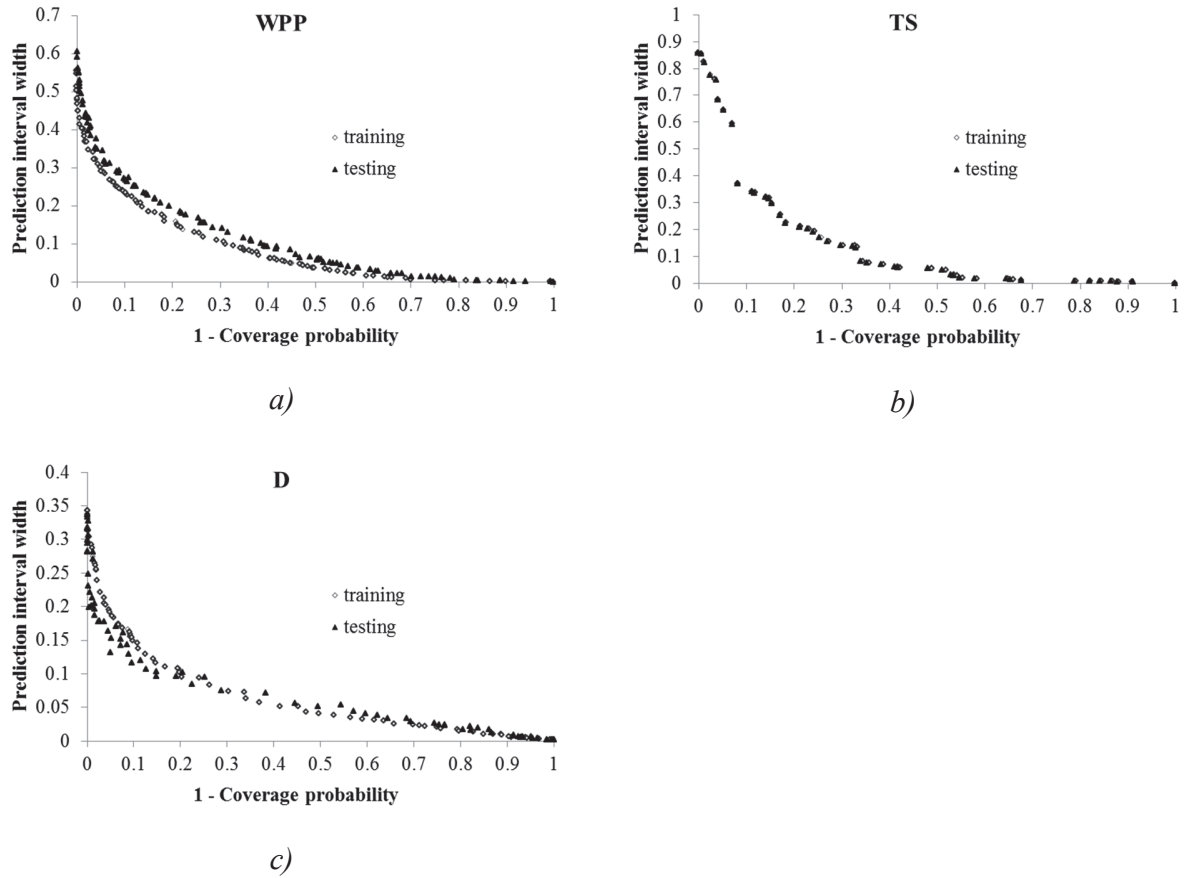 WPP
Prediction interval width
0.7
0.6
0.5
0.4
0.3
0.2
0.1
0
0 0.1 0.2 0.3 0.4 0.5 0.6 0.7 0.8 0.9 1
1 - Coverage probability
training
testing
a)
TS
Prediction interval width
1
0.9
0.8
0.7
0.6
0.5
0.4
0.3
0.2
0.1
0
0 0.1 0.2 0.3 0.4 0.5 0.6 0.7 0.8 0.9 1
1 - Coverage probability
training
testing
b)
D
Prediction interval width
0.4
0.35
0.3
0.25
0.2
0.15
0.1
0.05
0
0 0.1 0.2 0.3 0.4 0.5 0.6 0.7 0.8 0.9 1
1 - Coverage probability
training
testing
c)